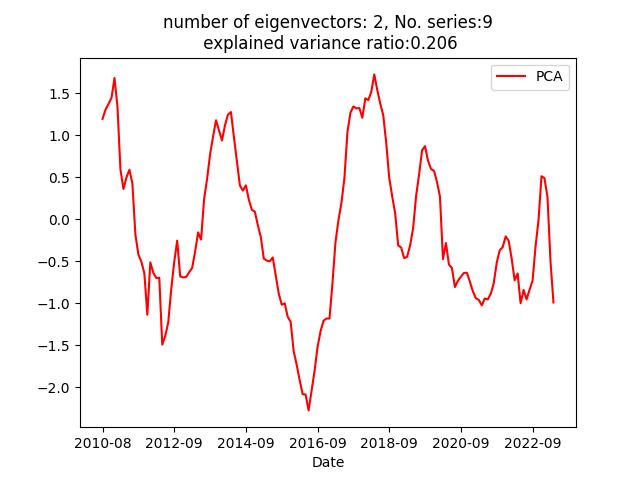 number of eigenvectors: 2, No. series:9
explained variance ratio:0.206
PCA
1.5
1.0
0.5
0.0
−0.5
−1.0
−1.5
−2.0
2010-08 2012-09 2014-09 2016-09 2018-09 2020-09 2022-09
Date